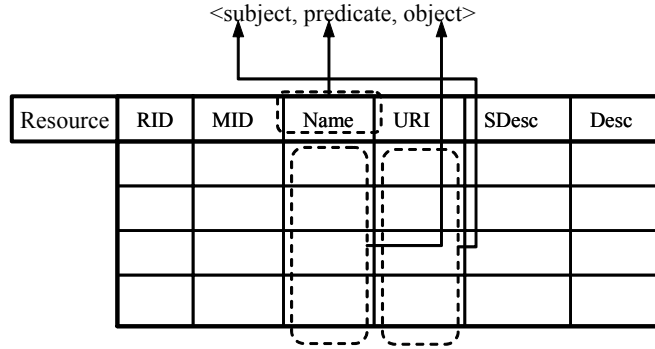 <subject, predicate, object>
Resource RID MID Name URI SDesc Desc